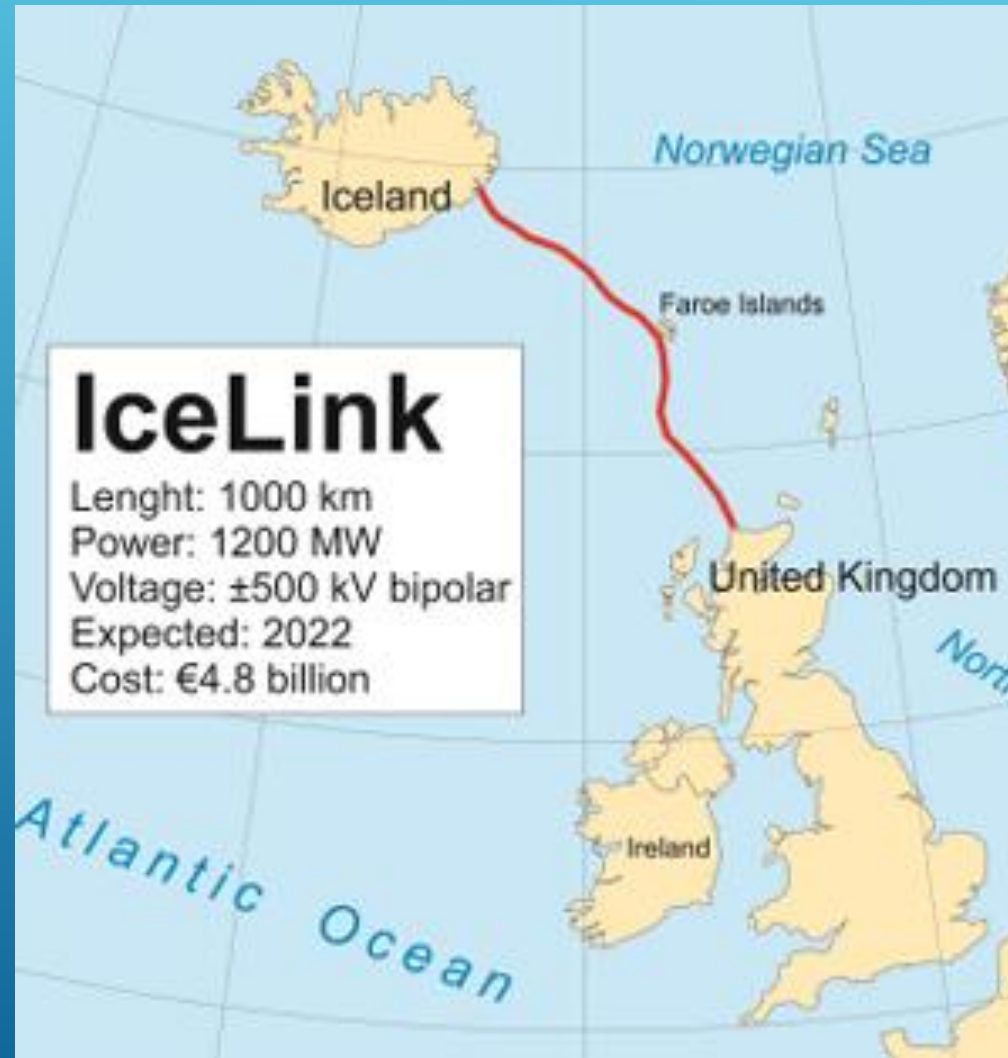 Norwegian Sea
Iceland
Faroe Islands
IceLink
Lenght: 1000 km
Power: 1200 MW
Voltage: ±500 kV bipolar
Expected: 2022
Cost: €4.8 billion
United Kingdom
Ireland
Atlantic Ocean